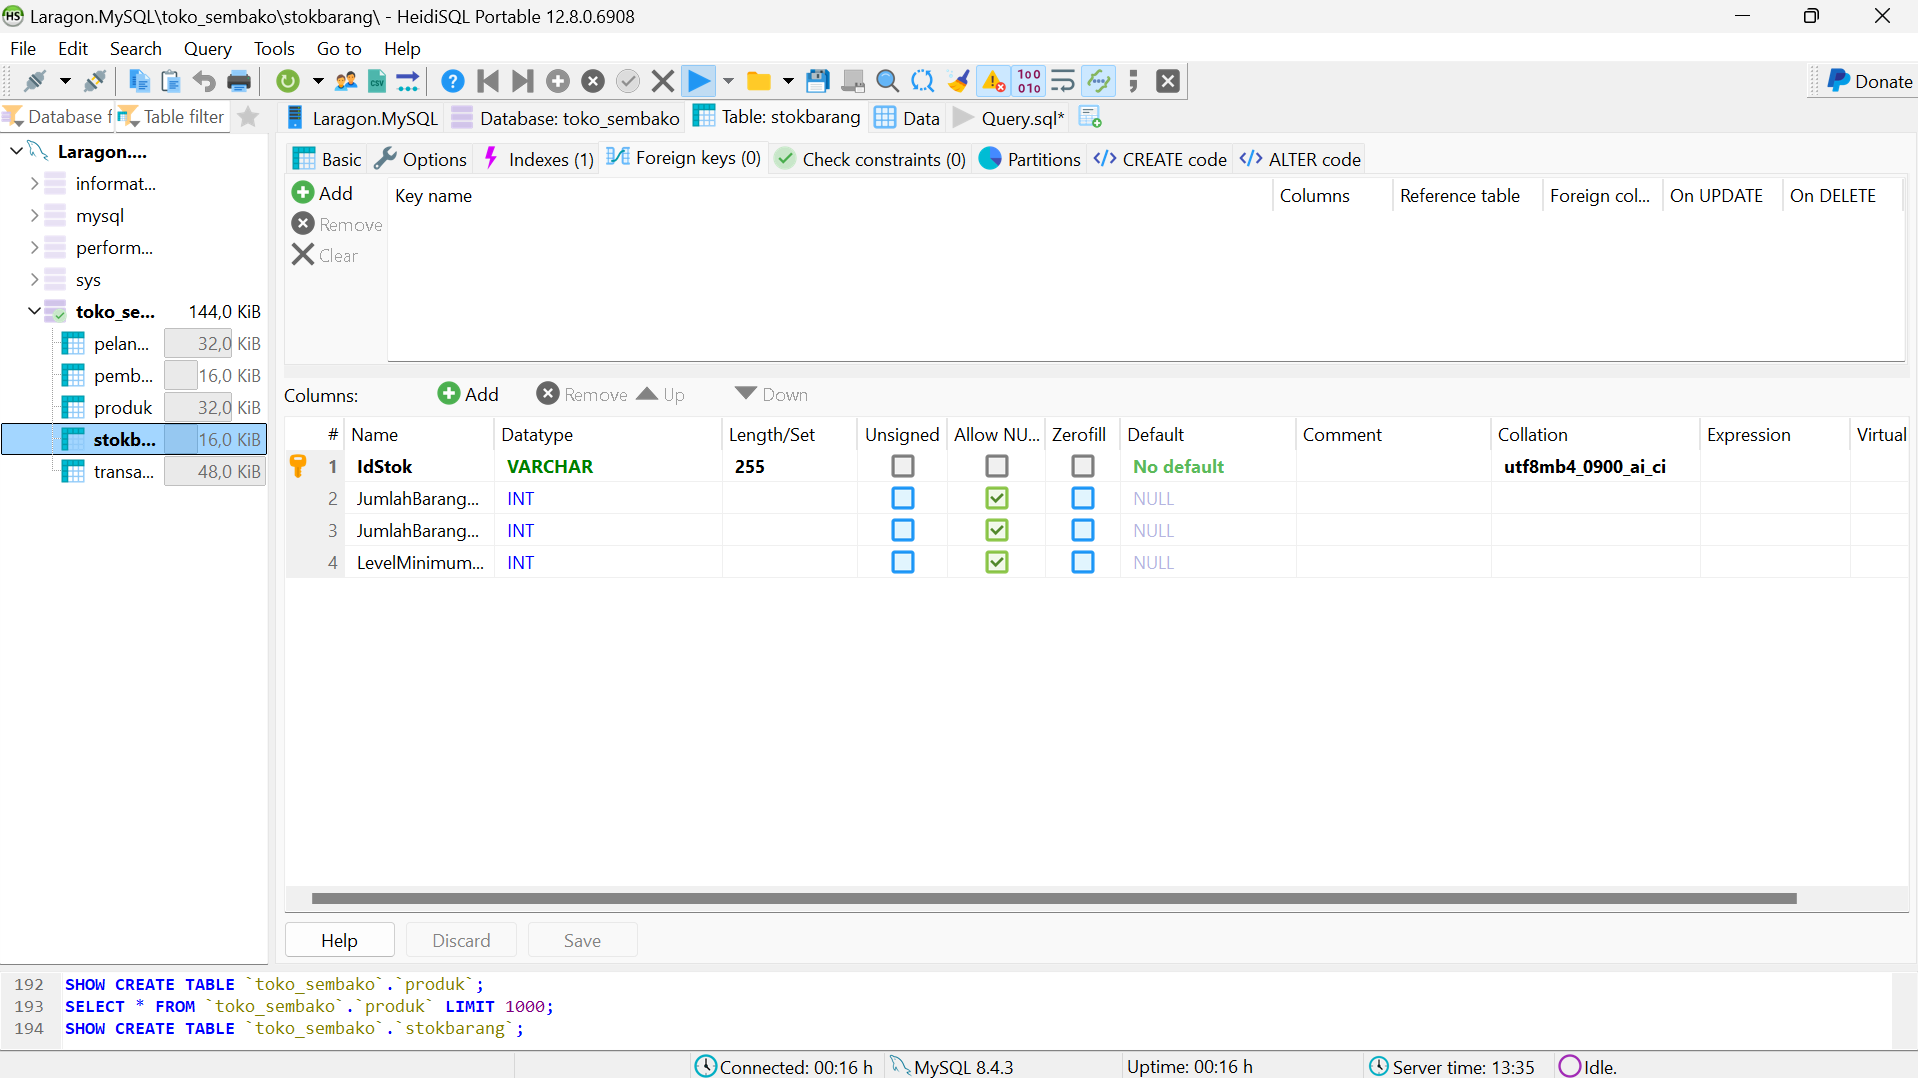 Laragon.MySQL\toko_sembako\stokbarang\ - HeidiSQL Portable 12.8.0.6908
File Edit Search Query Tools Go to Help
Donate
Database f Table filter
Laragon.MySQL Database: toko_sembako Table: stokbarang Data Query.sql*
Laragon....
informat...
mysql
perform...
sys
toko_se... 144,0 KiB
pelan... 32,0 KiB
pemb... 16,0 KiB
produk 32,0 KiB
stokb... 16,0 KiB
transa... 48,0 KiB
Basic Options Indexes (1) Foreign keys (0) Check constraints (0) Partitions CREATE code ALTER code
Add
Remove
Clear
Key name Columns Reference table Foreign col... On UPDATE On DELETE
Columns: Add Remove Up Down
# Name Datatype Length/Set Unsigned Allow NU... Zerofill Default Comment Collation Expression Virtual
1 IdStok VARCHAR 255 No default utf8mb4_0900_ai_ci
2 JumlahBarang... INT NULL
3 JumlahBarang... INT NULL
4 LevelMinimum... INT NULL
Help Discard Save
192 SHOW CREATE TABLE `toko_sembako`.`produk`;
193 SELECT * FROM `toko_sembako`.`produk` LIMIT 1000;
194 SHOW CREATE TABLE `toko_sembako`.`stokbarang`;
Connected: 00:16 h MySQL 8.4.3 Uptime: 00:16 h Server time: 13:35 Idle.